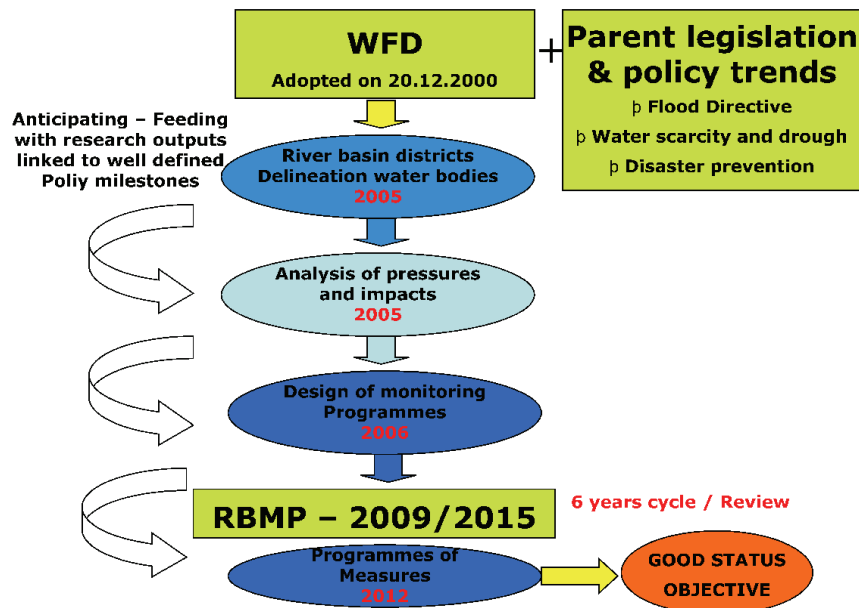 WFD
Adopted on 20.12.2000
+
Parent legislation
& policy trends
þ Flood Directive
þ Water scarcity and drough
þ Disaster prevention
Anticipating – Feeding
with research outputs
linked to well defined
Poliy milestones
River basin districts
Delineation water bodies
2005
Analysis of pressures
and impacts
2005
Design of monitoring
Programmes
2006
RBMP – 2009/2015
6 years cycle / Review
Programmes of
Measures
2012
GOOD STATUS
OBJECTIVE